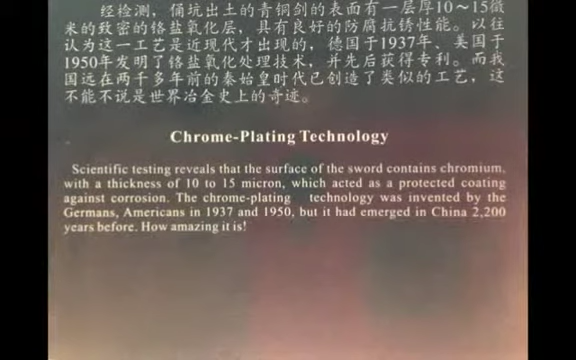 经检测，俑坑出土的青铜剑的表面有一层厚10～15微
米的致密的铬盐氧化层，具有良好的防腐抗锈性能。以往
认为这一工艺是近现代才出现的，德国于1937年、美国于
1950年发明了铬盐氧化处理技术，并先后获得专利。而我
国远在两千多年前的秦始皇时代已创造了类似的工艺，这
不能不说是世界冶金史上的奇迹。
Chrome-Plating Technology
Scientific testing reveals that the surface of the sword contains chromium,
with a thickness of 10 to 15 micron, which acted as a protected coating
against corrosion. The chrome-plating technology was invented by the
Germans, Americans in 1937 and 1950, but it had emerged in China 2,200
years before. How amazing it is!